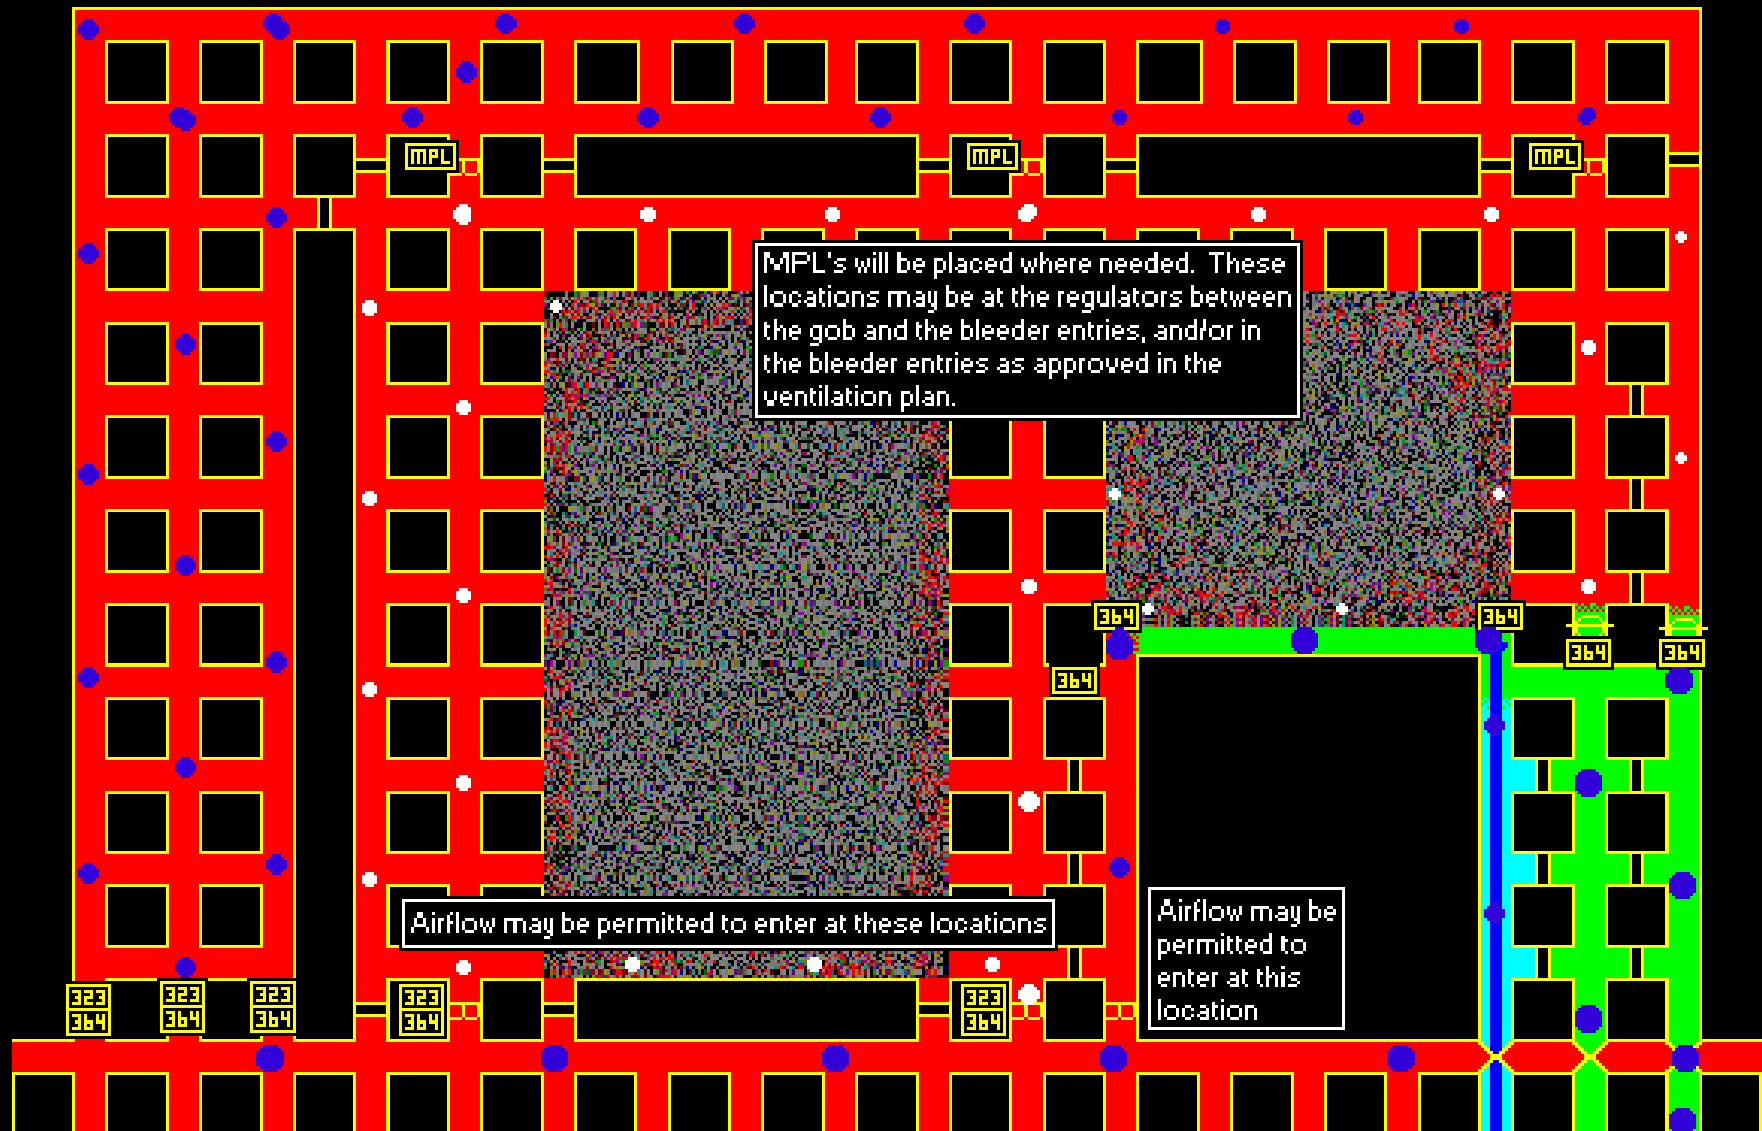 MPL
MPL
MPL
MPL's will be placed where needed. These
locations may be at the regulators between
the gob and the bleeder entries, and/or in
the bleeder entries as approved in the
ventilation plan.
364
364
364
364
364
Airflow may be permitted to enter at these locations
Airflow may be
permitted to
enter at this
location
323
364
323
364
323
364
323
364
323
364